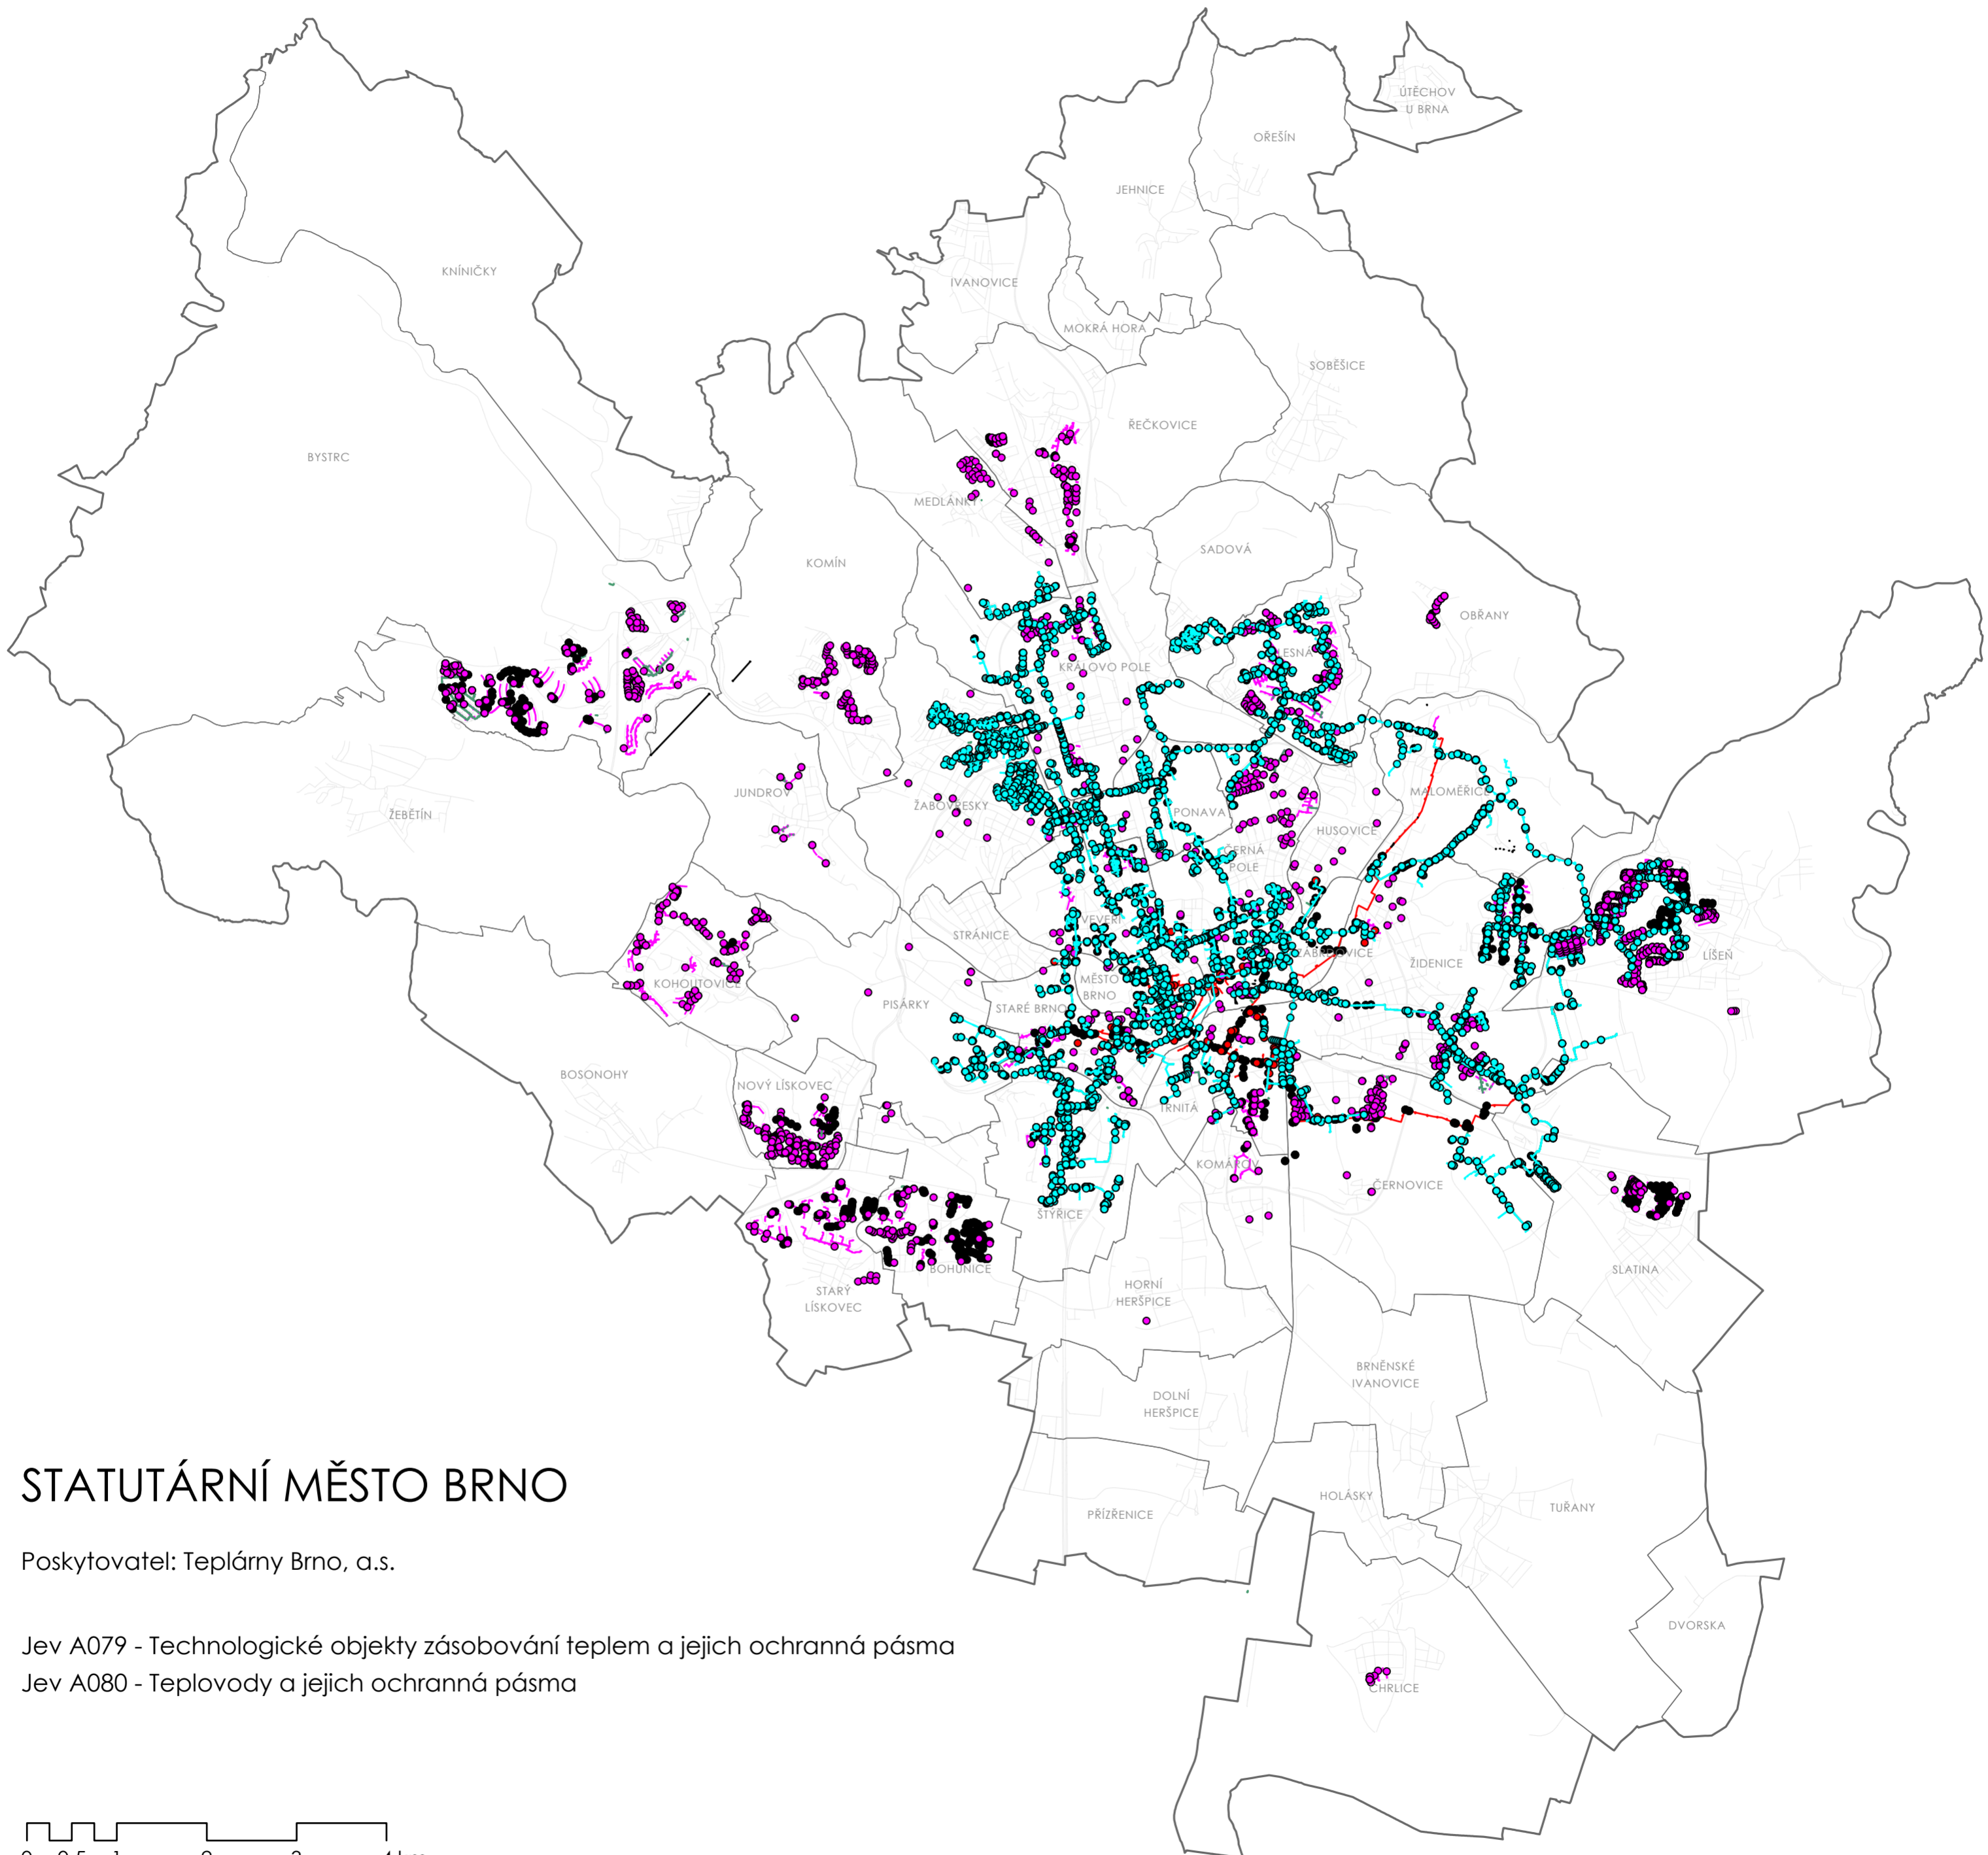 ÚTĚCHOV
U BRNA
OŘEŠÍN
JEHNICE
KNÍNIČKY
IVANOVICE
MOKRÁ HORA
SOBĚŠICE
ŘEČKOVICE
BYSTRC
MEDLÁNKY
SADOVÁ
KOMÍN
OBŘANY
LESNÁ
KRÁLOVO POLE
JUNDROV
ŽABOVŘESKY
MALOMĚŘICE
PONAVA
ŽEBĚTÍN
HUSOVICE
ČERNÁ
POLE
VEVEŘÍ
STRÁNICE
ZÁBRDOVICE
ŽIDENICE
LÍŠEŇ
KOHOUTOVICE
MĚSTO
BRNO
PISÁRKY
STARÉ BRNO
BOSONOHY
NOVÝ LÍSKOVEC
TRNITÁ
KOMÁROV
ČERNOVICE
ŠTÝŘICE
BOHUNICE
SLATINA
STARÝ
LÍSKOVEC
HORNÍ
HERŠPICE
BRNĚNSKÉ
IVANOVICE
DOLNÍ
HERŠPICE
STATUTÁRNÍ MĚSTO BRNO
HOLÁSKY
TUŘANY
PŘÍZŘENICE
Poskytovatel: Teplárny Brno, a.s.
DVORSKA
Jev A079 - Technologické objekty zásobování teplem a jejich ochranná pásma
Jev A080 - Teplovody a jejich ochranná pásma
CHRLICE